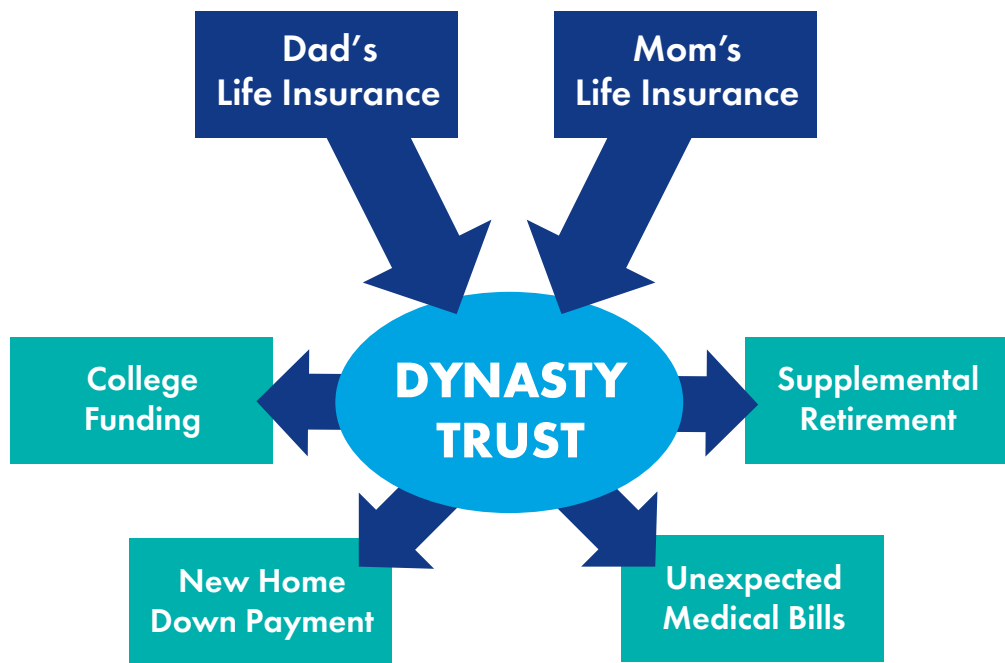 Dad’s
Life Insurance
Mom’s
Life Insurance
DYNASTY
TRUST
College
Funding
Supplemental
Retirement
New Home
Down Payment
Unexpected
Medical Bills